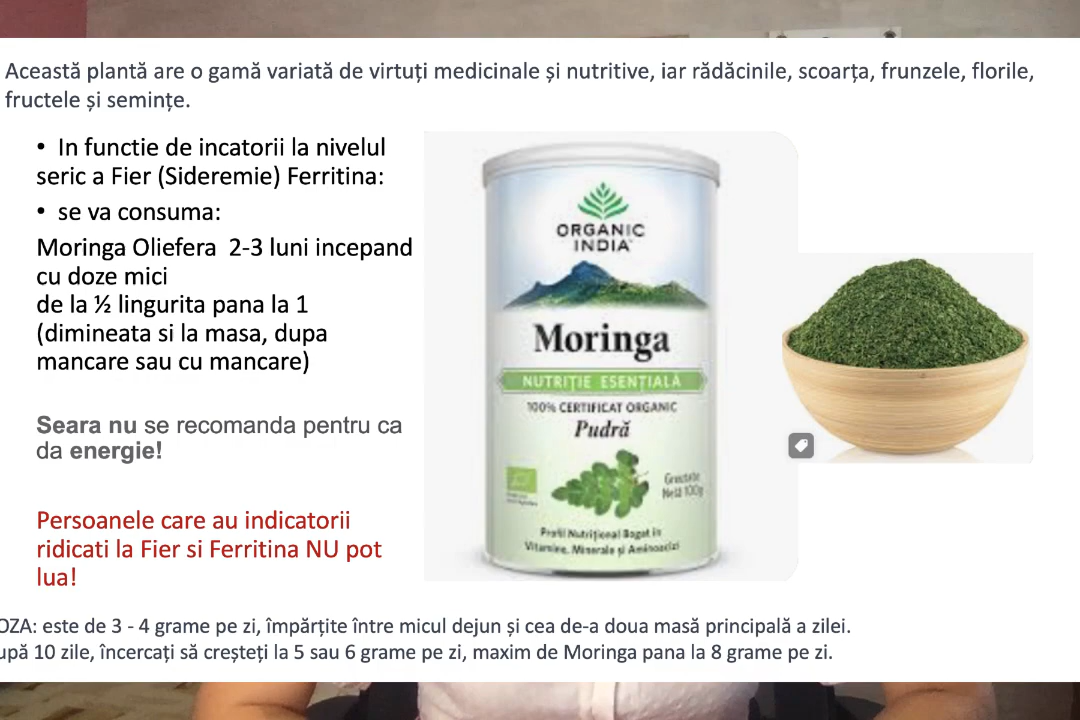 Această plantă are o gamă variată de virtuți medicinale și nutritive, iar rădăcinile, scoarța, frunzele, florile,
fructele și semințe.
• In functie de incatorii la nivelul
seric a Fier (Sideremie) Ferritina:
• se va consuma:
Moringa Oliefera 2-3 luni incepand
cu doze mici
de la ½ lingurita pana la 1
(dimineata si la masa, dupa
mancare sau cu mancare)
Seara nu se recomanda pentru ca
da energie!
Persoanele care au indicatorii
ridicati la Fier si Ferritina NU pot
lua!
ORGANIC
INDIA
Moringa
NUTRIȚIE ESENȚIALĂ
100% CERTIFICAT ORGANIC
Pudră
Greutate
Netă 100g
Profil Nutrițional Bogat în
Vitamine, Minerale și Aminoacizi
OZA: este de 3 - 4 grame pe zi, împărțite între micul dejun și cea de-a doua masă principală a zilei.
upă 10 zile, încercați să creșteți la 5 sau 6 grame pe zi, maxim de Moringa pana la 8 grame pe zi.